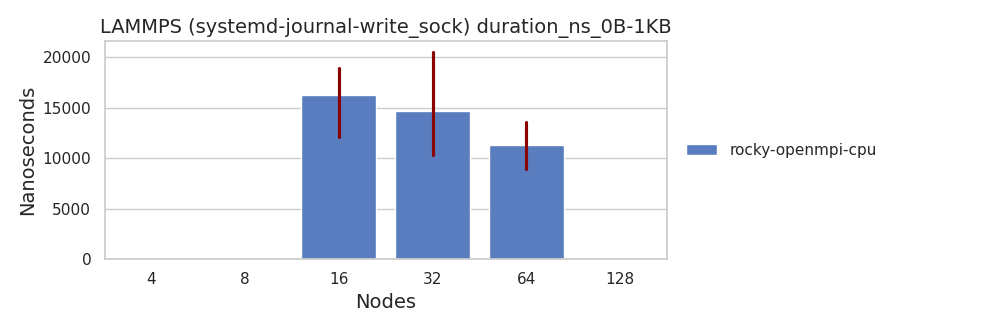 LAMMPS (systemd-journal-write_sock) duration_ns_0B-1KB
Nanoseconds
20000
15000
10000
5000
0
4 8 16 32 64 128
Nodes
rocky-openmpi-cpu